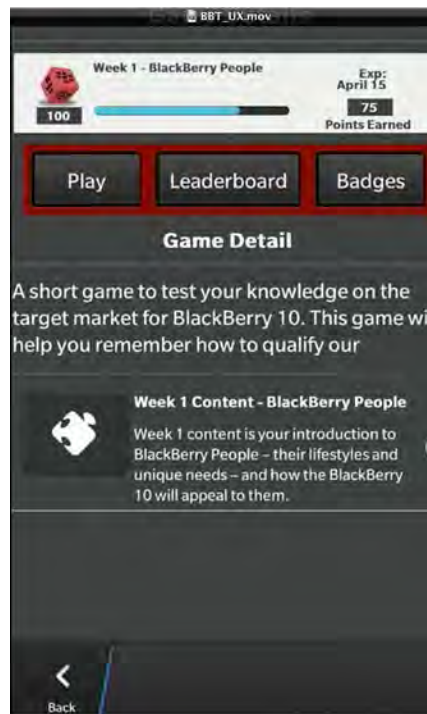 BBT_UX.mov
Week 1 - BlackBerry People
Exp:
April 15
100
75
Points Earned
Play
Leaderboard
Badges
Game Detail
A short game to test your knowledge on the
target market for BlackBerry 10. This game wi
help you remember how to qualify our
Week 1 Content - BlackBerry People
Week 1 content is your introduction to
BlackBerry People – their lifestyles and
unique needs – and how the BlackBerry
10 will appeal to them.
Back